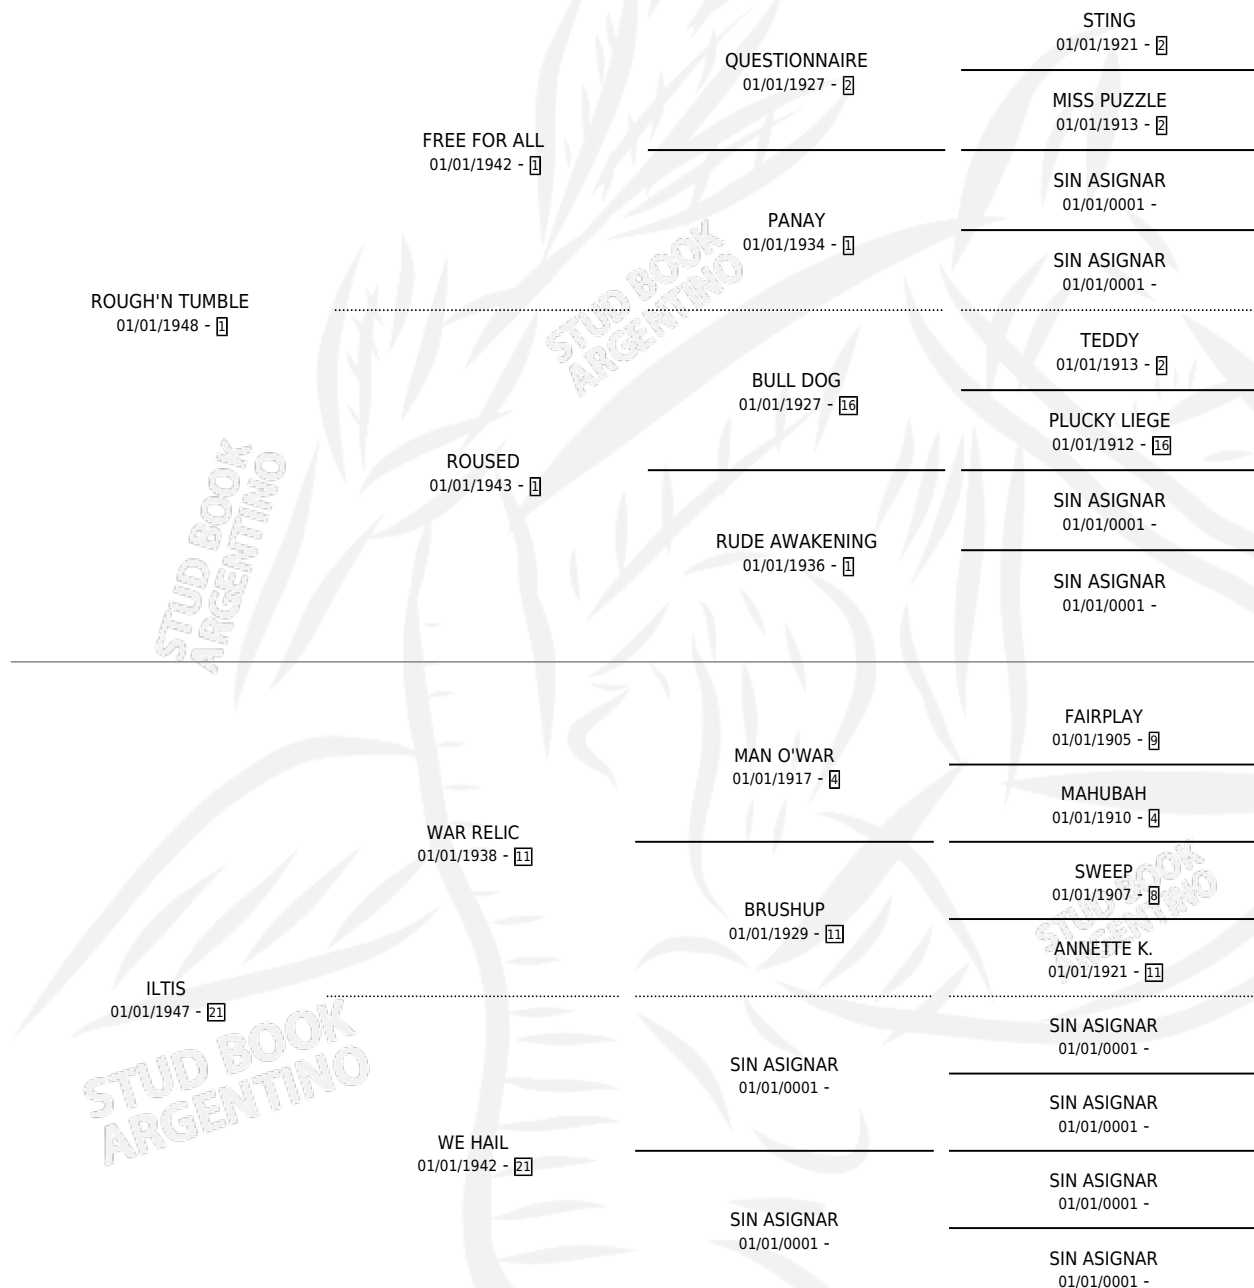 STING
01/01/1921 - 2
QUESTIONNAIRE
01/01/1927 - 2
MISS PUZZLE
01/01/1913 - 2
FREE FOR ALL
01/01/1942 - 1
SIN ASIGNAR
01/01/0001 -
PANAY
01/01/1934 - 1
SIN ASIGNAR
01/01/0001 -
ROUGH'N TUMBLE
01/01/1948 - 1
STUD BOOK
ARGENTINO
TEDDY
01/01/1913 - 2
BULL DOG
01/01/1927 - 16
PLUCKY LIEGE
01/01/1912 - 16
ROUSED
01/01/1943 - 1
SIN ASIGNAR
01/01/0001 -
RUDE AWAKENING
01/01/1936 - 1
SIN ASIGNAR
01/01/0001 -
STUD BOOK
ARGENTINO
FAIRPLAY
01/01/1905 - 9
MAN O'WAR
01/01/1917 - 4
MAHUBAH
01/01/1910 - 4
WAR RELIC
01/01/1938 - 11
SWEEP
01/01/1907 - 8
BRUSHUP
01/01/1929 - 11
ANNETTE K.
01/01/1921 - 11
STUD BOOK
ARGENTINO
ILTIS
01/01/1947 - 21
STUD BOOK
ARGENTINO
SIN ASIGNAR
01/01/0001 -
SIN ASIGNAR
01/01/0001 -
SIN ASIGNAR
01/01/0001 -
WE HAIL
01/01/1942 - 21
SIN ASIGNAR
01/01/0001 -
SIN ASIGNAR
01/01/0001 -
SIN ASIGNAR
01/01/0001 -